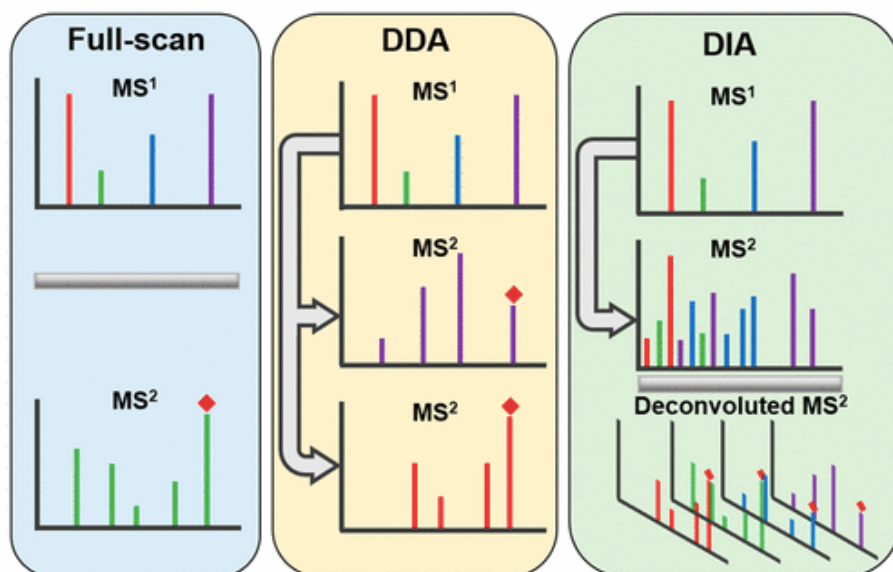 Full-scan
MS¹
MS²
DDA
MS¹
MS²
MS²
DIA
MS¹
MS²
Deconvoluted MS²